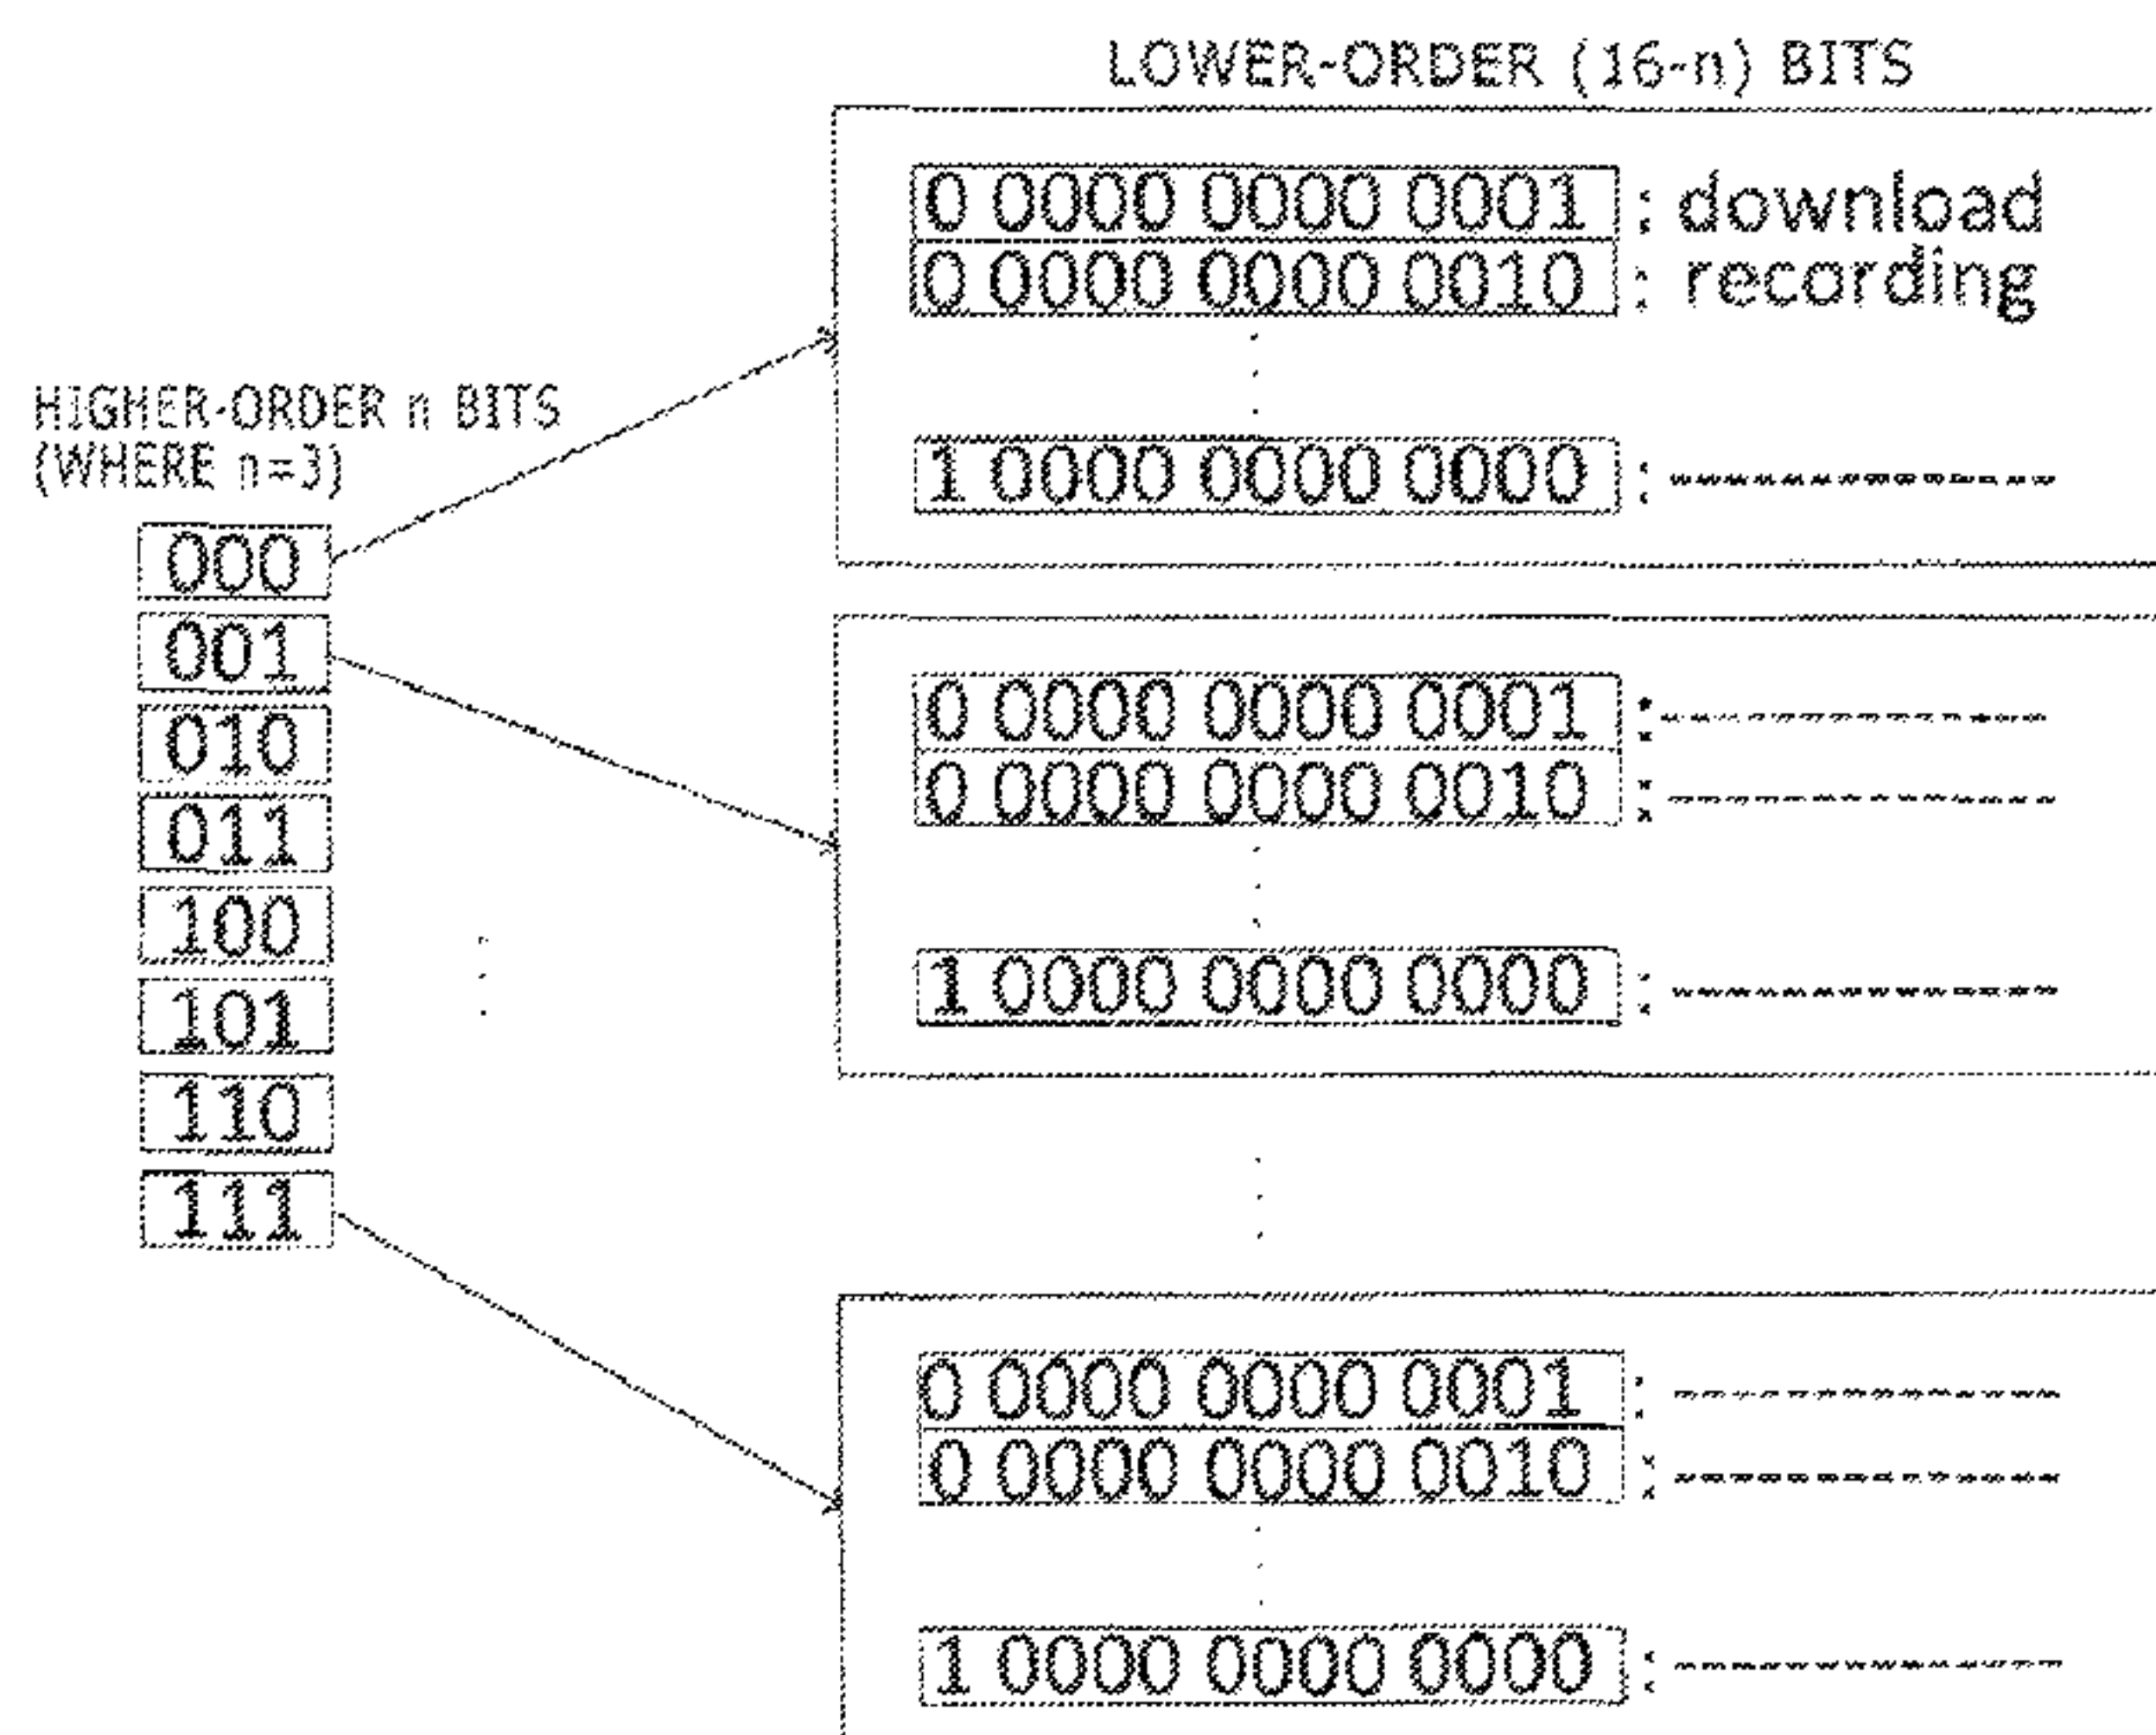 LOWER-ORDER (16-n) BITS
0 0000 0000 0001 : download
0 0000 0000 0010 : recording
1 0000 0000 0000 :
HIGHER-ORDER n BITS
(WHERE n=3)
000
001
010
011
100
101
110
111
0 0000 0000 0001 :
0 0000 0000 0010 :
1 0000 0000 0000 :
0 0000 0000 0001 :
0 0000 0000 0010 :
1 0000 0000 0000 :